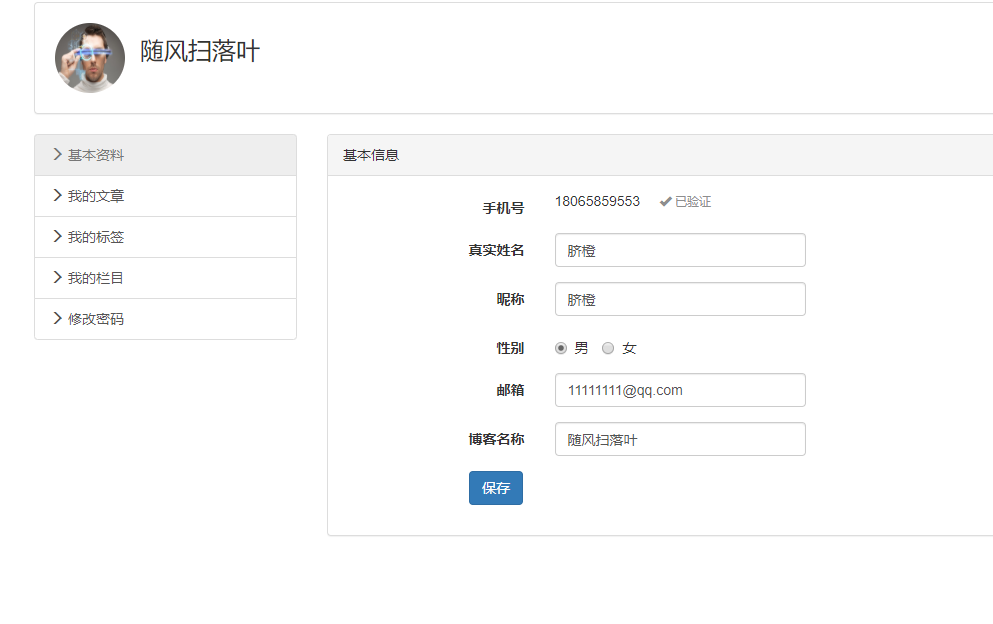 随风扫落叶
基本资料
我的文章
我的标签
我的栏目
修改密码
基本信息
手机号 18065859553 已验证
真实姓名 脐橙
昵称 脐橙
性别 男 女
邮箱 11111111@qq.com
博客名称 随风扫落叶
保存